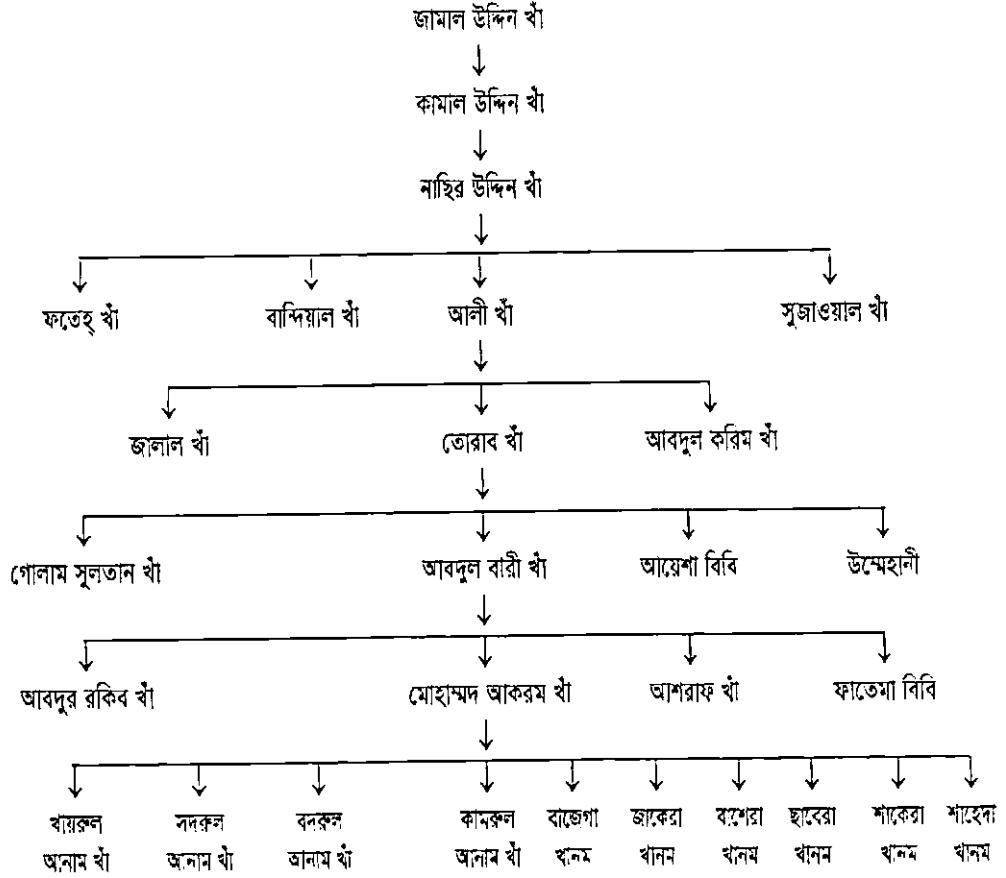 জামাল উদ্দিন খাঁ
কামাল উদ্দিন খাঁ
নাছির উদ্দিন খাঁ
ফতেহ্ খাঁ বান্দিয়াল খাঁ আলী খাঁ সুজাওয়াল খাঁ
জালাল খাঁ তোরাব খাঁ আবদুল করিম খাঁ
গোলাম সুলতান খাঁ আবদুল বারী খাঁ আয়েশা বিবি উম্মেহানী
আবদুর রকিব খাঁ মোহাম্মদ আকরম খাঁ আশরাফ খাঁ ফাতেমা বিবি
খায়রুল সদরুল বদরুল কামরুল জাকেরা বাশেরা ছাবেরা শাকেরা শাহেদা
আনাম খাঁ আনাম খাঁ আনাম খাঁ আনাম খাঁ খানম খানম খানম খানম খানম খানম